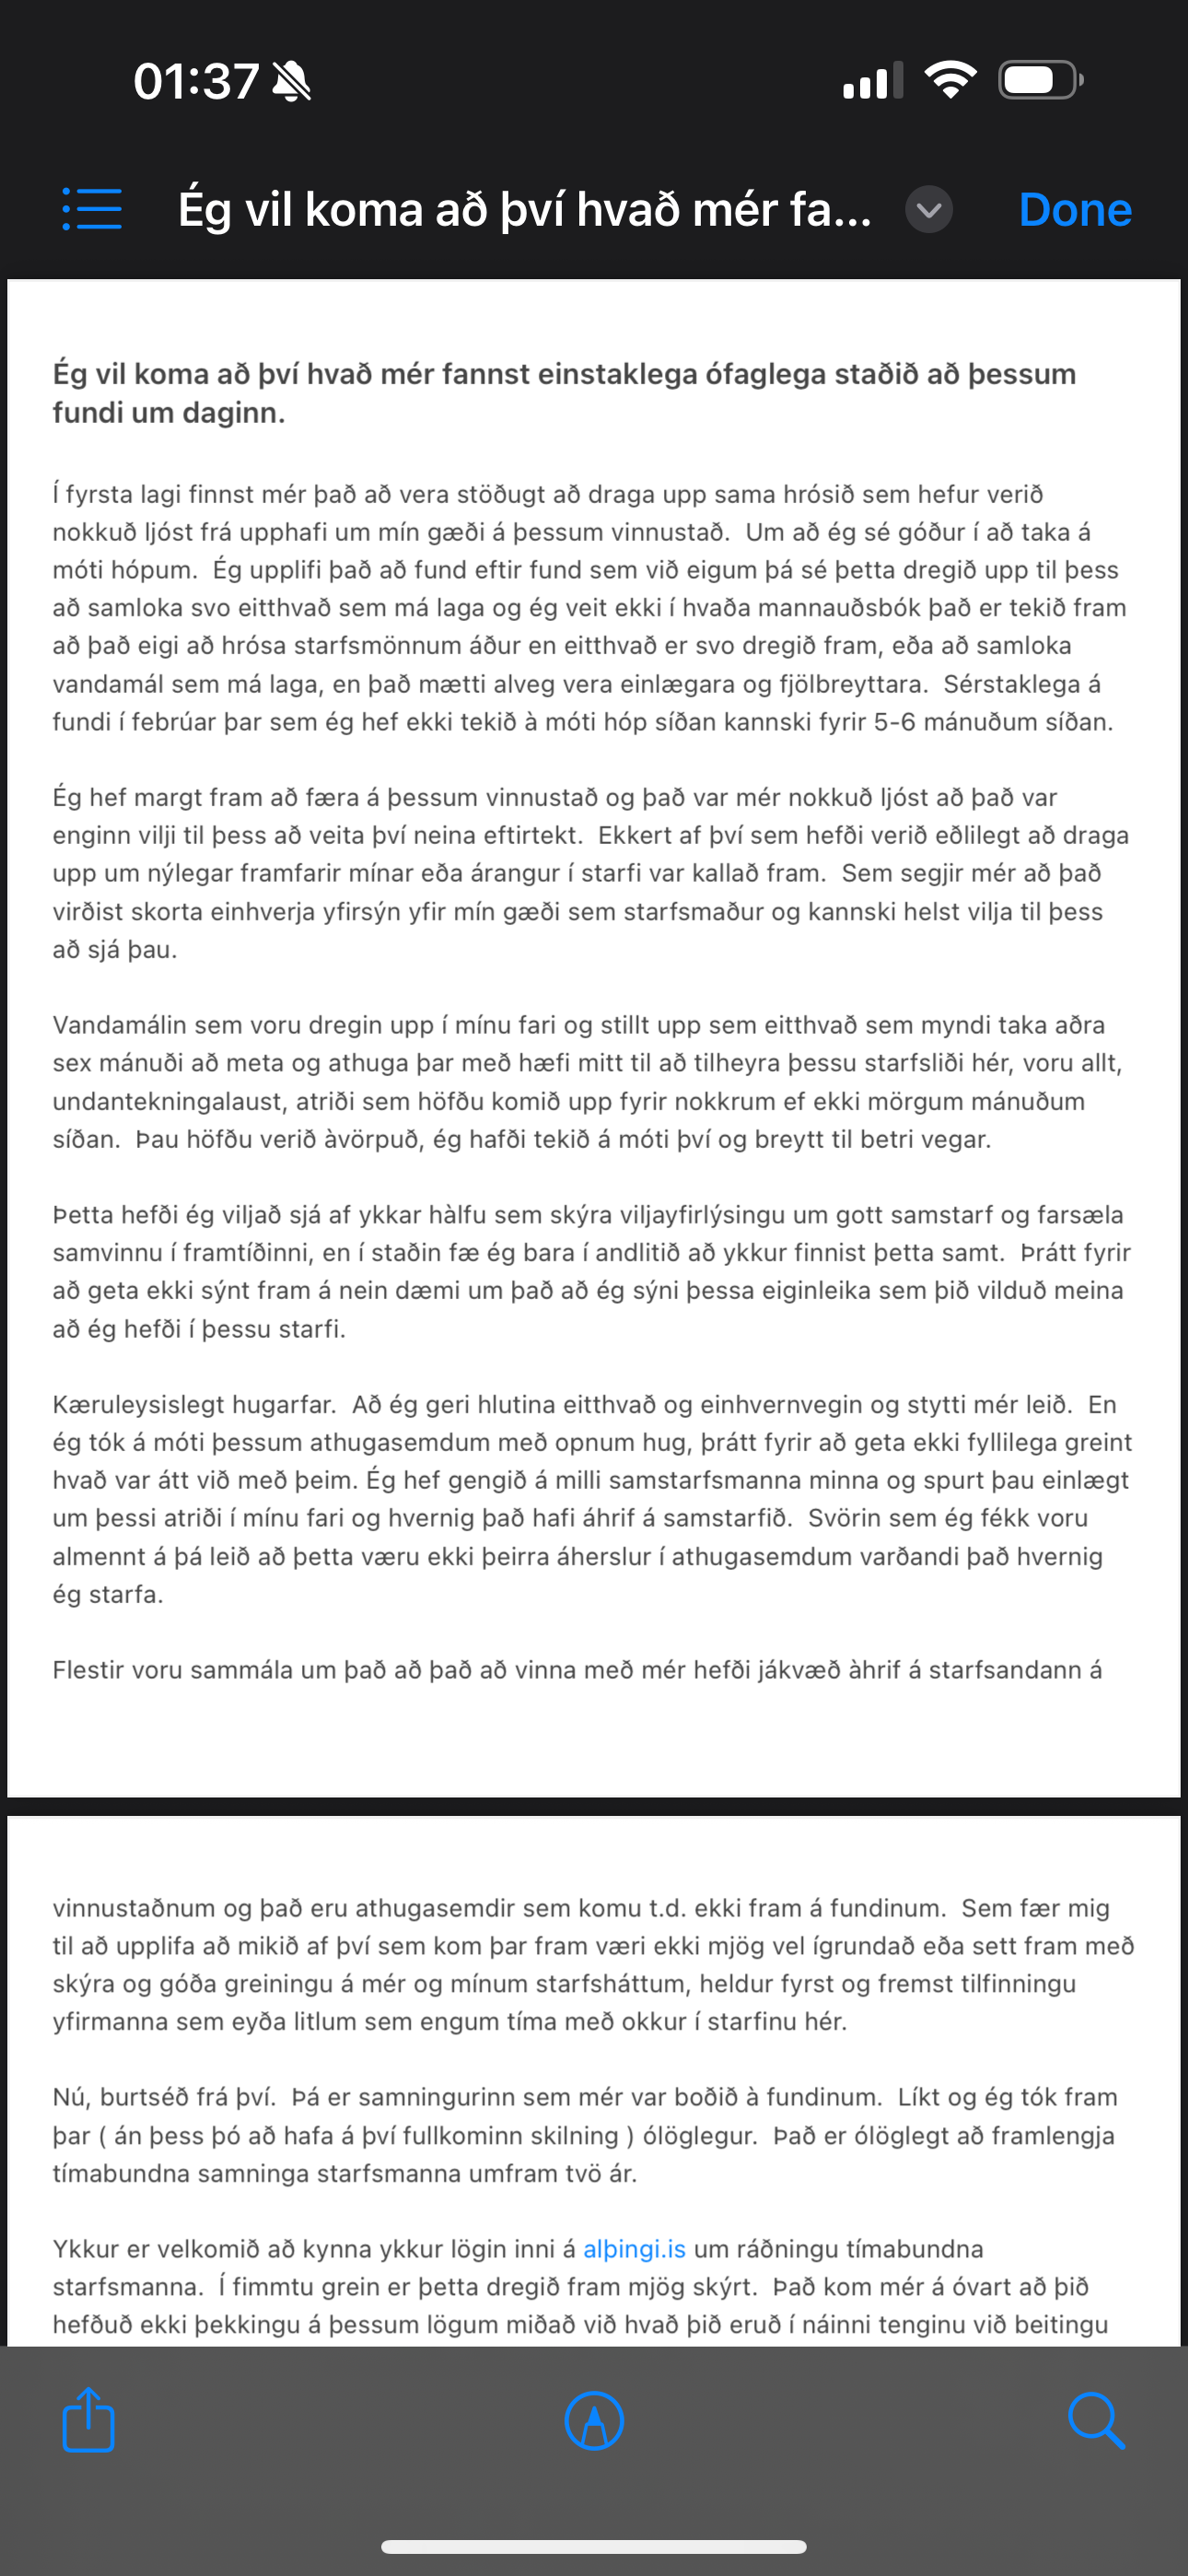 01:37
Ég vil koma að því hvað mér fa...
Done
Ég vil koma að því hvað mér fannst einstaklega ófaglega staðið að þessum
fundi um daginn.
Í fyrsta lagi finnst mér það að vera stöðugt að draga upp sama hrósið sem hefur verið
nokkuð ljóst frá upphafi um mín gæði á þessum vinnustað.  Um að ég sé góður í að taka á
móti hópum.  Ég upplifi það að fund eftir fund sem við eigum þá sé þetta dregið upp til þess
að samloka svo eitthvað sem má laga og ég veit ekki í hvaða mannauðsbók það er tekið fram
að það eigi að hrósa starfsmönnum áður en eitthvað er svo dregið fram, eða að samloka
vandamál sem má laga, en það mætti alveg vera einlægara og fjölbreyttara.  Sérstaklega á
fundi í febrúar þar sem ég hef ekki tekið à móti hóp síðan kannski fyrir 5-6 mánuðum síðan.
Ég hef margt fram að færa á þessum vinnustað og það var mér nokkuð ljóst að það var
enginn vilji til þess að veita því neina eftirtekt.  Ekkert af því sem hefði verið eðlilegt að draga
upp um nýlegar framfarir mínar eða árangur í starfi var kallað fram.  Sem segjir mér að það
virðist skorta einhverja yfirsýn yfir mín gæði sem starfsmaður og kannski helst vilja til þess
að sjá þau.
Vandamálin sem voru dregin upp í mínu fari og stillt upp sem eitthvað sem myndi taka aðra
sex mánuði að meta og athuga þar með hæfi mitt til að tilheyra þessu starfsliði hér, voru allt,
undantekningalaust, atriði sem höfðu komið upp fyrir nokkrum ef ekki mörgum mánuðum
síðan.  Þau höfðu verið àvörpuð, ég hafði tekið á móti því og breytt til betri vegar.
Þetta hefði ég viljað sjá af ykkar hàlfu sem skýra viljayfirlýsingu um gott samstarf og farsæla
samvinnu í framtíðinni, en í staðin fæ ég bara í andlitið að ykkur finnist þetta samt.  Þrátt fyrir
að geta ekki sýnt fram á nein dæmi um það að ég sýni þessa eiginleika sem þið vilduð meina
að ég hefði í þessu starfi.
Kæruleysislegt hugarfar.  Að ég geri hlutina eitthvað og einhvernvegin og stytti mér leið.  En
ég tók á móti þessum athugasemdum með opnum hug, þrátt fyrir að geta ekki fyllilega greint
hvað var átt við með þeim. Ég hef gengið á milli samstarfsmanna minna og spurt þau einlægt
um þessi atriði í mínu fari og hvernig það hafi áhrif á samstarfið.  Svörin sem ég fékk voru
almennt á þá leið að þetta væru ekki þeirra áherslur í athugasemdum varðandi það hvernig
ég starfa.
Flestir voru sammála um það að það að vinna með mér hefði jákvæð àhrif á starfsandann á
vinnustaðnum og það eru athugasemdir sem komu t.d. ekki fram á fundinum.  Sem fær mig
til að upplifa að mikið af því sem kom þar fram væri ekki mjög vel ígrundað eða sett fram með
skýra og góða greiningu á mér og mínum starfsháttum, heldur fyrst og fremst tilfinningu
yfirmanna sem eyða litlum sem engum tíma með okkur í starfinu hér.
Nú, burtséð frá því.  Þá er samningurinn sem mér var boðið à fundinum.  Líkt og ég tók fram
þar ( án þess þó að hafa á því fullkominn skilning ) ólöglegur.  Það er ólöglegt að framlengja
tímabundna samninga starfsmanna umfram tvö ár.
Ykkur er velkomið að kynna ykkur lögin inni á alþingi.is um ráðningu tímabundna
starfsmanna.  Í fimmtu grein er þetta dregið fram mjög skýrt.  Það kom mér á óvart að þið
hefðuð ekki þekkingu á þessum lögum miðað við hvað þið eruð í náinni tenginu við beitingu